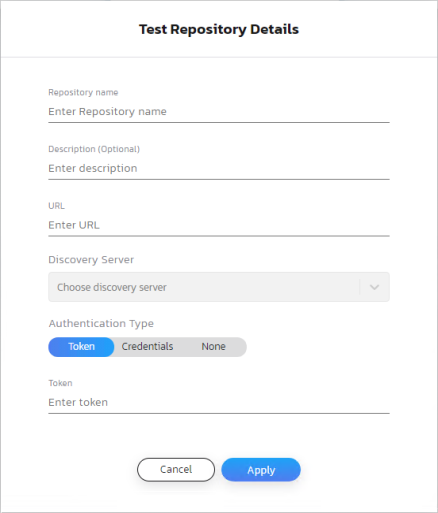 Test Repository Details
Repository name
Enter Repository name
Description (Optional)
Enter description
URL
Enter URL
Discovery Server
Choose discovery server
Authentication Type
Token Credentials None
Token
Enter token
Cancel Apply